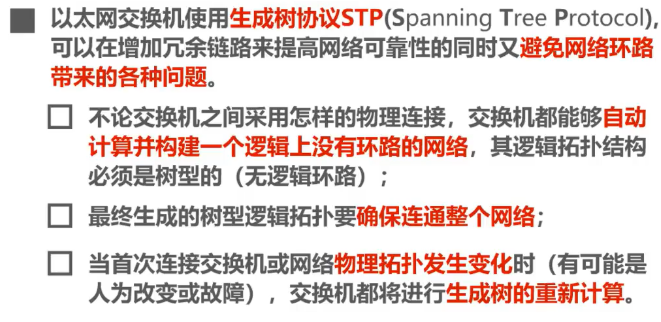 以太网交换机使用生成树协议STP(Spanning Tree Protocol),
可以在增加冗余链路来提高网络可靠性的同时又避免网络环路
带来的各种问题。
不论交换机之间采用怎样的物理连接，交换机都能够自动
计算并构建一个逻辑上没有环路的网络，其逻辑拓扑结构
必须是树型的（无逻辑环路）；
最终生成的树型逻辑拓扑要确保连通整个网络；
当首次连接交换机或网络物理拓扑发生变化时（有可能是
人为改变或故障），交换机都将进行生成树的重新计算。